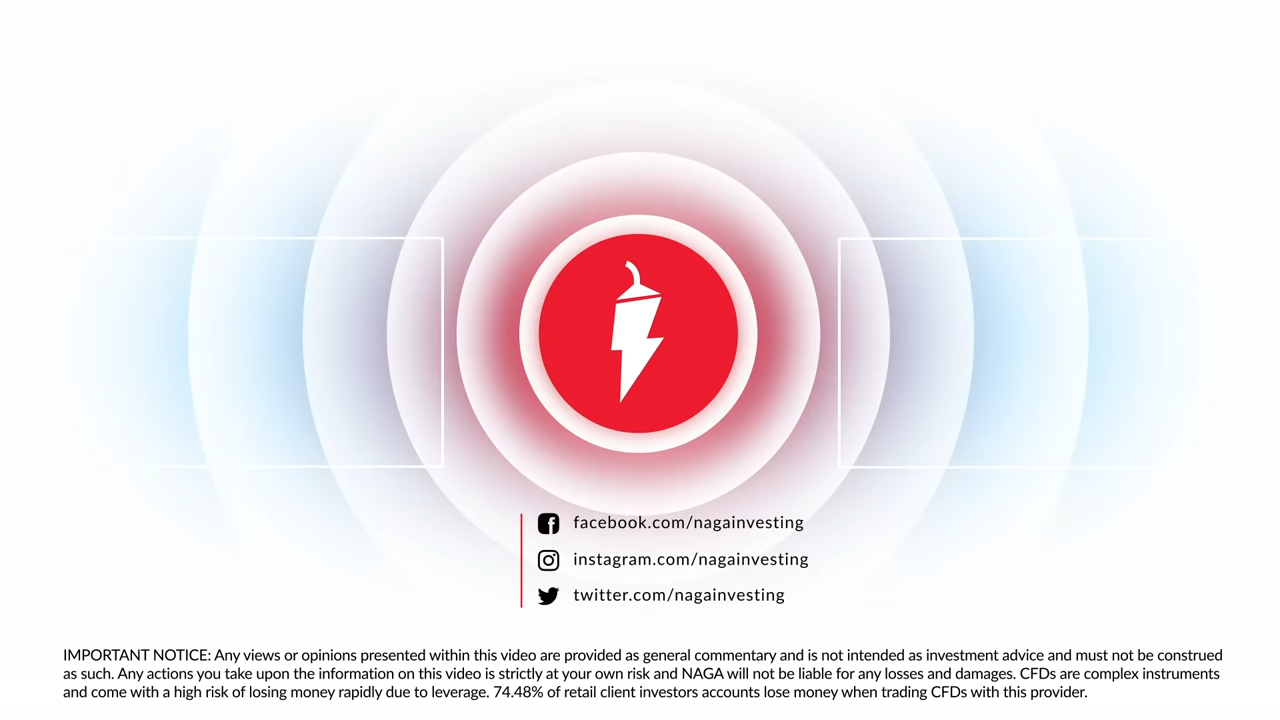 facebook.com/nagainvesting
instagram.com/nagainvesting
twitter.com/nagainvesting
IMPORTANT NOTICE: Any views or opinions presented within this video are provided as general commentary and is not intended as investment advice and must not be construed
as such. Any actions you take upon the information on this video is strictly at your own risk and NAGA will not be liable for any losses and damages. CFDs are complex instruments
and come with a high risk of losing money rapidly due to leverage. 74.48% of retail client investors accounts lose money when trading CFDs with this provider.